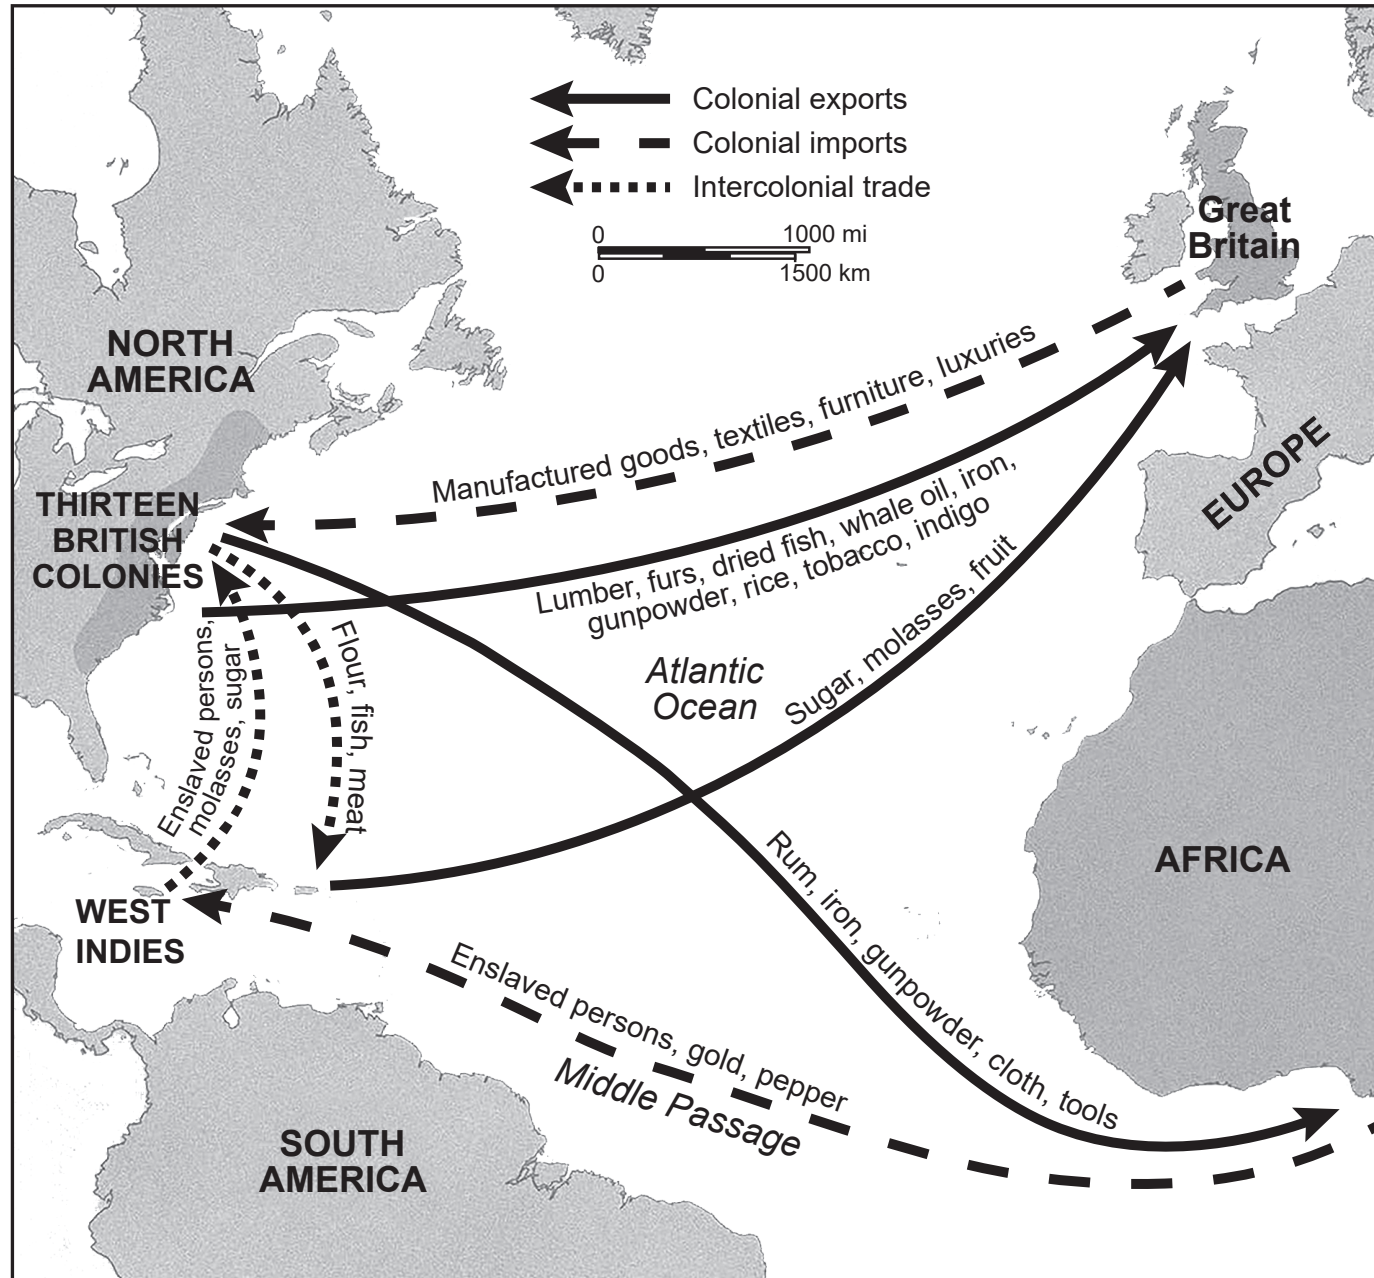 Colonial exports
Colonial imports
Intercolonial trade
0 1000 mi
0 1500 km
Great
Britain
NORTH
AMERICA
Manufactured goods, textiles, furniture, luxuries
EUROPE
THIRTEEN
BRITISH
COLONIES
Lumber, furs, dried fish, whale oil, iron,
gunpowder, rice, tobacco, indigo
Sugar, molasses, fruit
Atlantic
Ocean
Enslaved persons,
molasses, sugar
Flour, fish, meat
Rum, iron, gunpowder, cloth, tools
AFRICA
WEST
INDIES
Enslaved persons, gold, pepper
Middle Passage
SOUTH
AMERICA